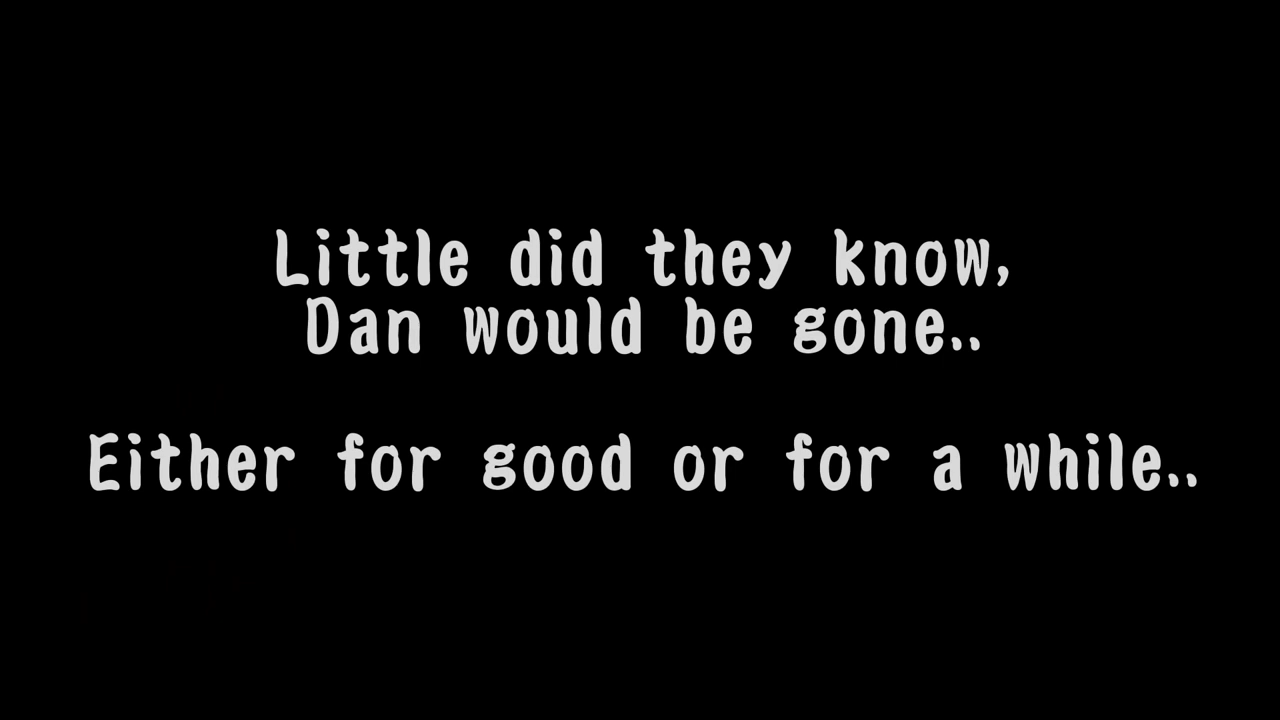 Little did they know,
Dan would be gone..
Either for good or for a while..